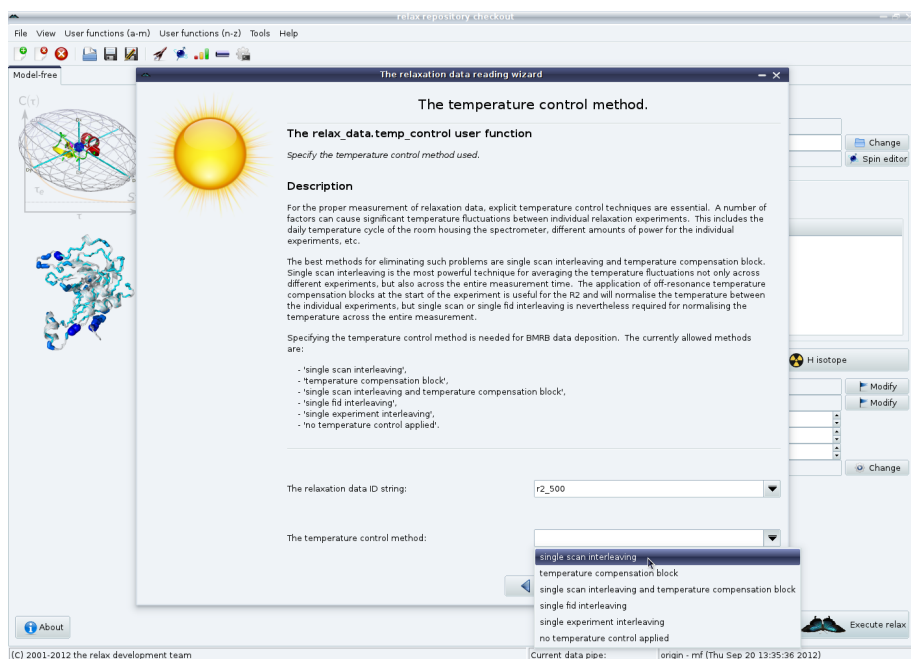 relax repository checkout
File View User functions (a-m) User functions (n-z) Tools Help
Model-free
The relaxation data reading wizard
C(τ)
τe
S
τ
The temperature control method.
The relax_data.temp_control user function
Specify the temperature control method used.
Description
For the proper measurement of relaxation data, explicit temperature control techniques are essential. A number of
factors can cause significant temperature fluctuations between individual relaxation experiments. This includes the
daily temperature cycle of the room housing the spectrometer, different amounts of power for the individual
experiments, etc.
The best methods for eliminating such problems are single scan interleaving and temperature compensation block.
Single scan interleaving is the most powerful technique for averaging the temperature fluctuations not only across
different experiments, but also across the entire measurement time. The application of off-resonance temperature
compensation blocks at the start of the experiment is useful for the R2 and will normalise the temperature between
the individual experiments, but single scan or single fid interleaving is nevertheless required for normalising the
temperature across the entire measurement.
Specifying the temperature control method is needed for BMRB data deposition. The currently allowed methods
are:
- 'single scan interleaving',
- 'temperature compensation block',
- 'single scan interleaving and temperature compensation block',
- 'single fid interleaving',
- 'single experiment interleaving',
- 'no temperature control applied'.
The relaxation data ID string:
r2_500
The temperature control method:
single scan interleaving
temperature compensation block
single scan interleaving and temperature compensation block
single fid interleaving
single experiment interleaving
no temperature control applied
Change
Spin editor
H isotope
Modify
Modify
Change
About
Execute relax
(C) 2001-2012 the relax development team
Current data pipe:
origin - mf (Thu Sep 20 13:35:36 2012)